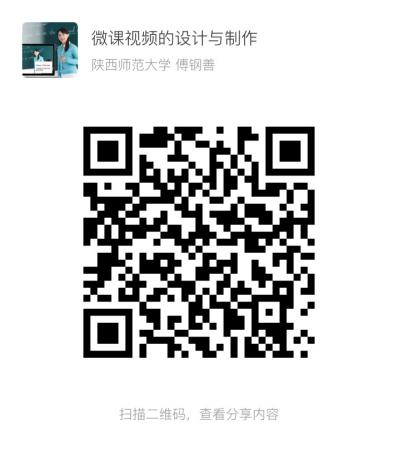 微课视频的设计与制作
陕西师范大学 傅钢善
扫描二维码，查看分享内容